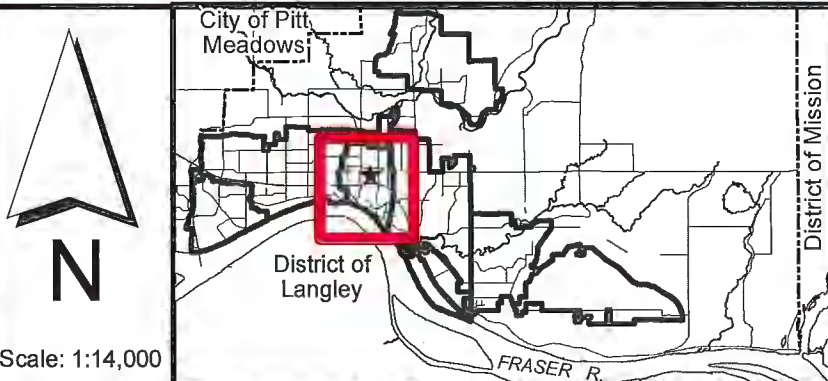 City of Pitt
Meadows
District of Mission
District of
Langley
N
Scale: 1:14,000
FRASER R.